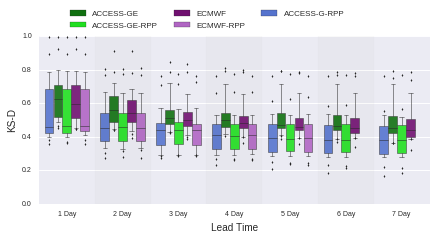 ACCESS-GE ECMWF ACCESS-G-RPP
ACCESS-GE-RPP ECMWF-RPP
1.0
0.8
0.6
0.4
0.2
0.0
KS-D
1 Day 2 Day 3 Day 4 Day 5 Day 6 Day 7 Day
Lead Time